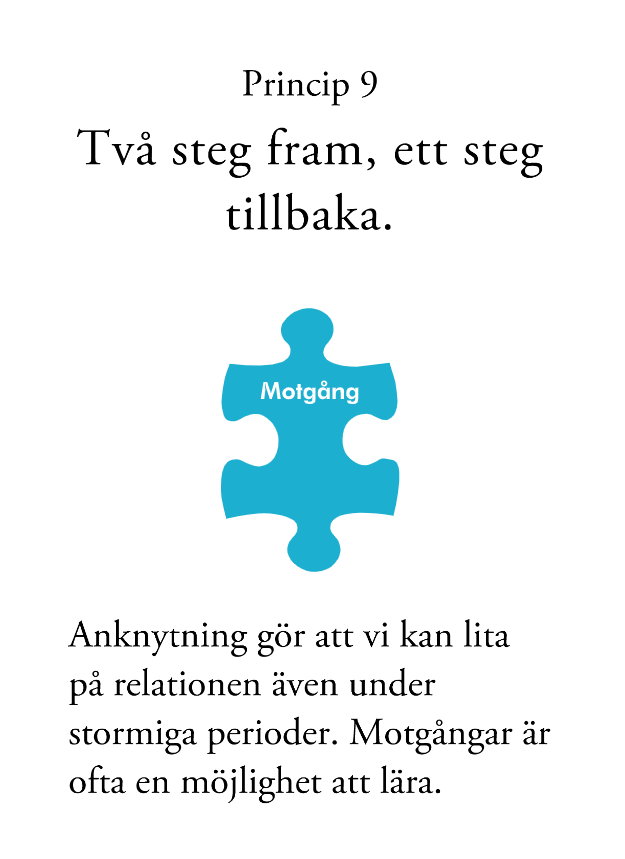 Princip 9
Två steg fram, ett steg
tillbaka.
Motgång
Anknytning gör att vi kan lita
på relationen även under
stormiga perioder. Motgångar är
ofta en möjlighet att lära.